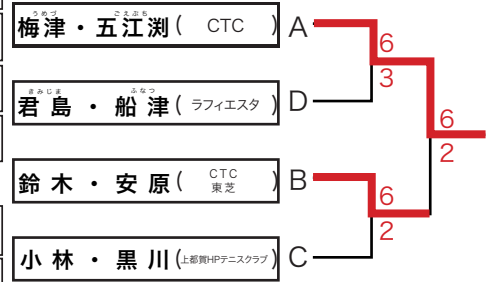 うめづ ごえぶち
梅津・五江渕( CTC ) A
6
3
きみじま ふなつ
君島・船津(ラフィエスタ) D
6
2
鈴木・安原(CTC 東芝) B
6
2
小林・黒川(上都賀HPテニスクラブ) C